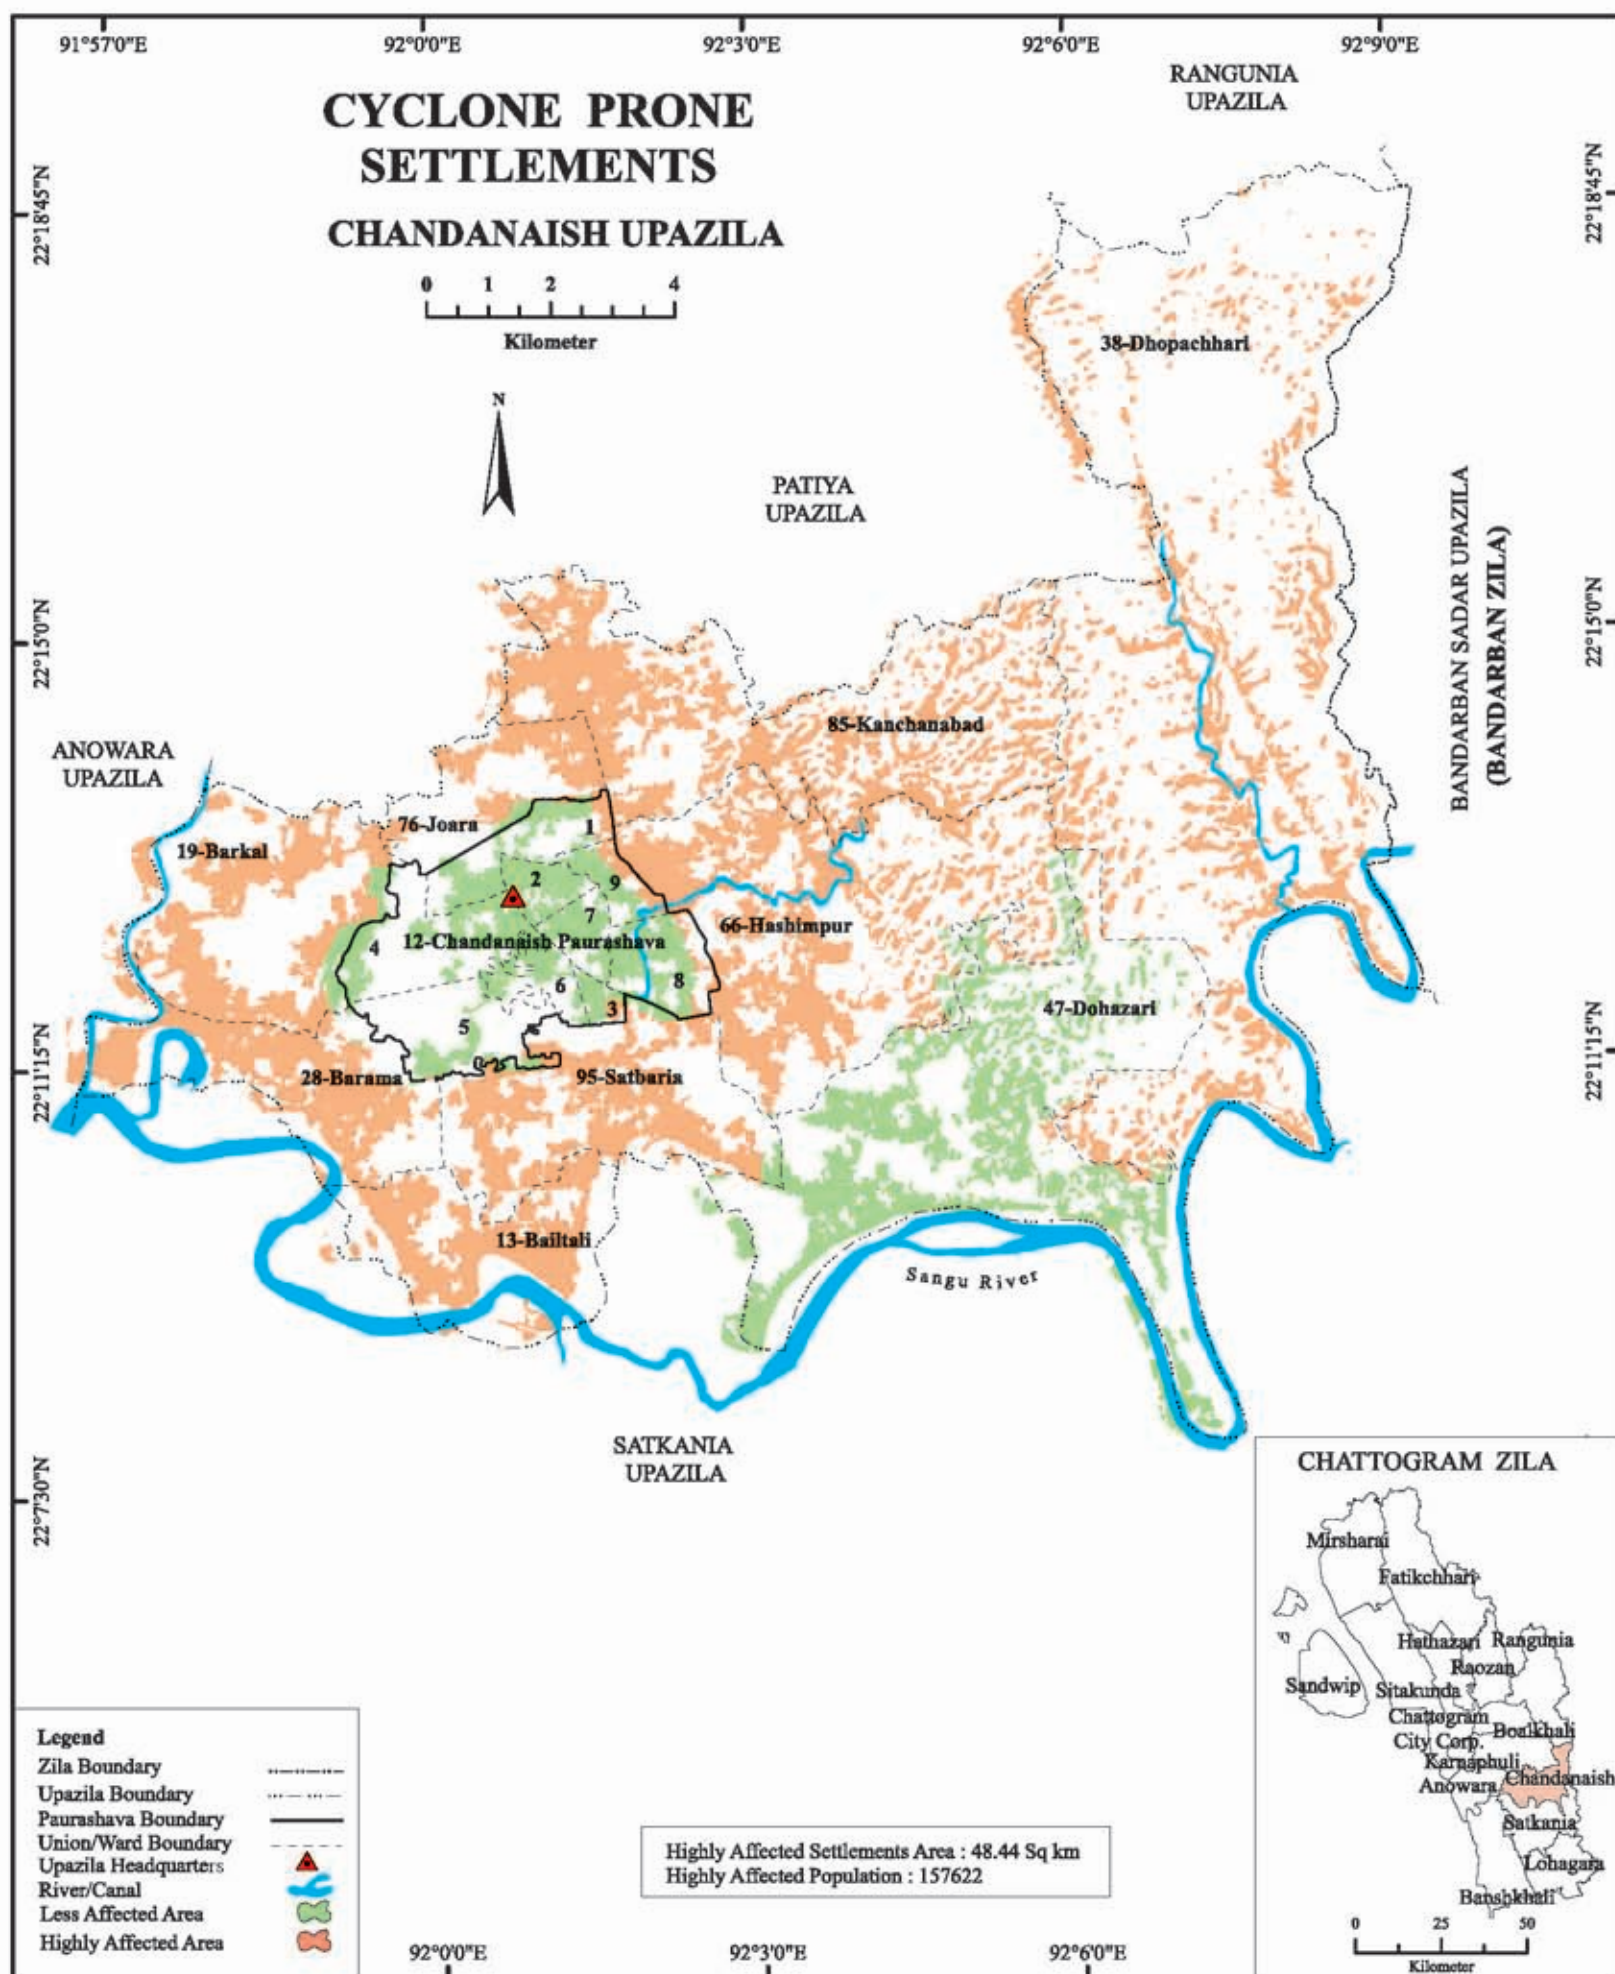 91°57'0"E
92°0'0"E
92°3'0"E
92°6'0"E
92°9'0"E
RANGUNIA
UPAZILA
CYCLONE PRONE
SETTLEMENTS
CHANDANAISH UPAZILA
0 1 2 4
Kilometer
22°18'45"N
22°18'45"N
38-Dhopachhari
N
PATIYA
UPAZILA
BANDARBAN SADAR UPAZILA
(BANDARBAN ZILA)
22°15'0"N
22°15'0"N
85-Kanchanabad
ANOWARA
UPAZILA
76-Joara
1
19-Barkal
2
9
7
66-Hashimpur
4
12-Chandanaish Paurashava
8
6
3
47-Dohazari
5
22°11'15"N
22°11'15"N
28-Barama
95-Satbaria
13-Bailtali
Sangu River
SATKANIA
UPAZILA
22°7'30"N
CHATTOGRAM ZILA
Mirsharai
Fatikchhari
Hathazari
Rangunia
Raozan
Sandwip
Sitakunda
Chattogram
City Corp.
Boalkhali
Karnaphuli
Anowara
Chandanaish
Satkania
Lohagara
Banshkhali
0 25 50
Kilometer
Legend
Zila Boundary
Upazila Boundary
Paurashava Boundary
Union/Ward Boundary
Upazila Headquarters
River/Canal
Less Affected Area
Highly Affected Area
Highly Affected Settlements Area : 48.44 Sq km
Highly Affected Population : 157622
92°0'0"E
92°3'0"E
92°6'0"E